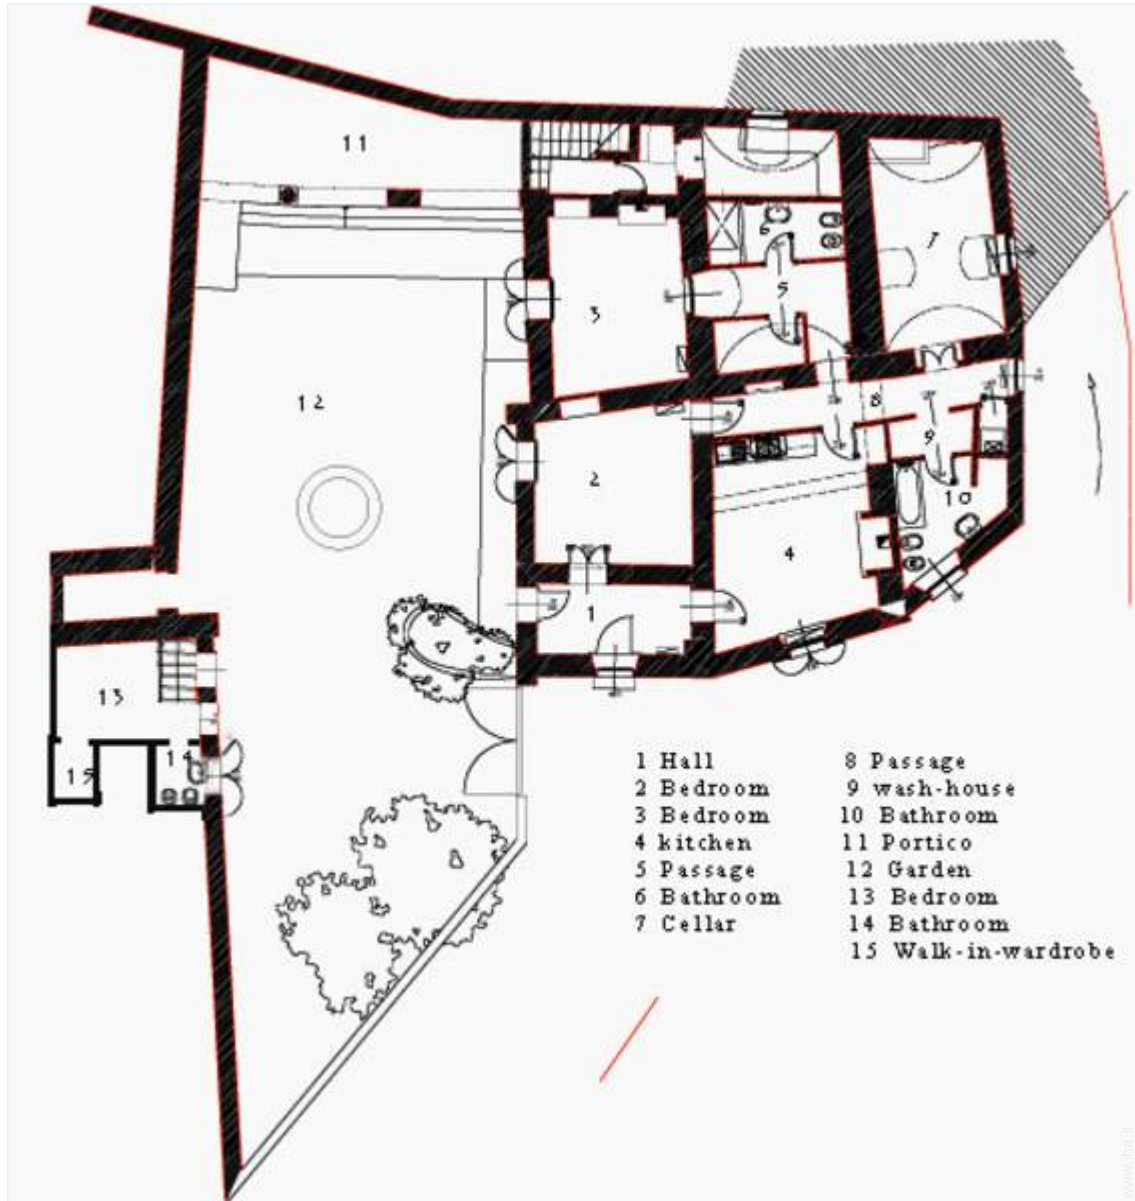 11
6
7
3
5
12
8
9
2
10
4
1
13
14
15
1 Hall
2 Bedroom
3 Bedroom
4 kitchen
5 Passage
6 Bathroom
7 Cellar
8 Passage
9 wash-house
10 Bathroom
11 Portico
12 Garden
13 Bedroom
14 Bathroom
15 Walk-in-wardrobe